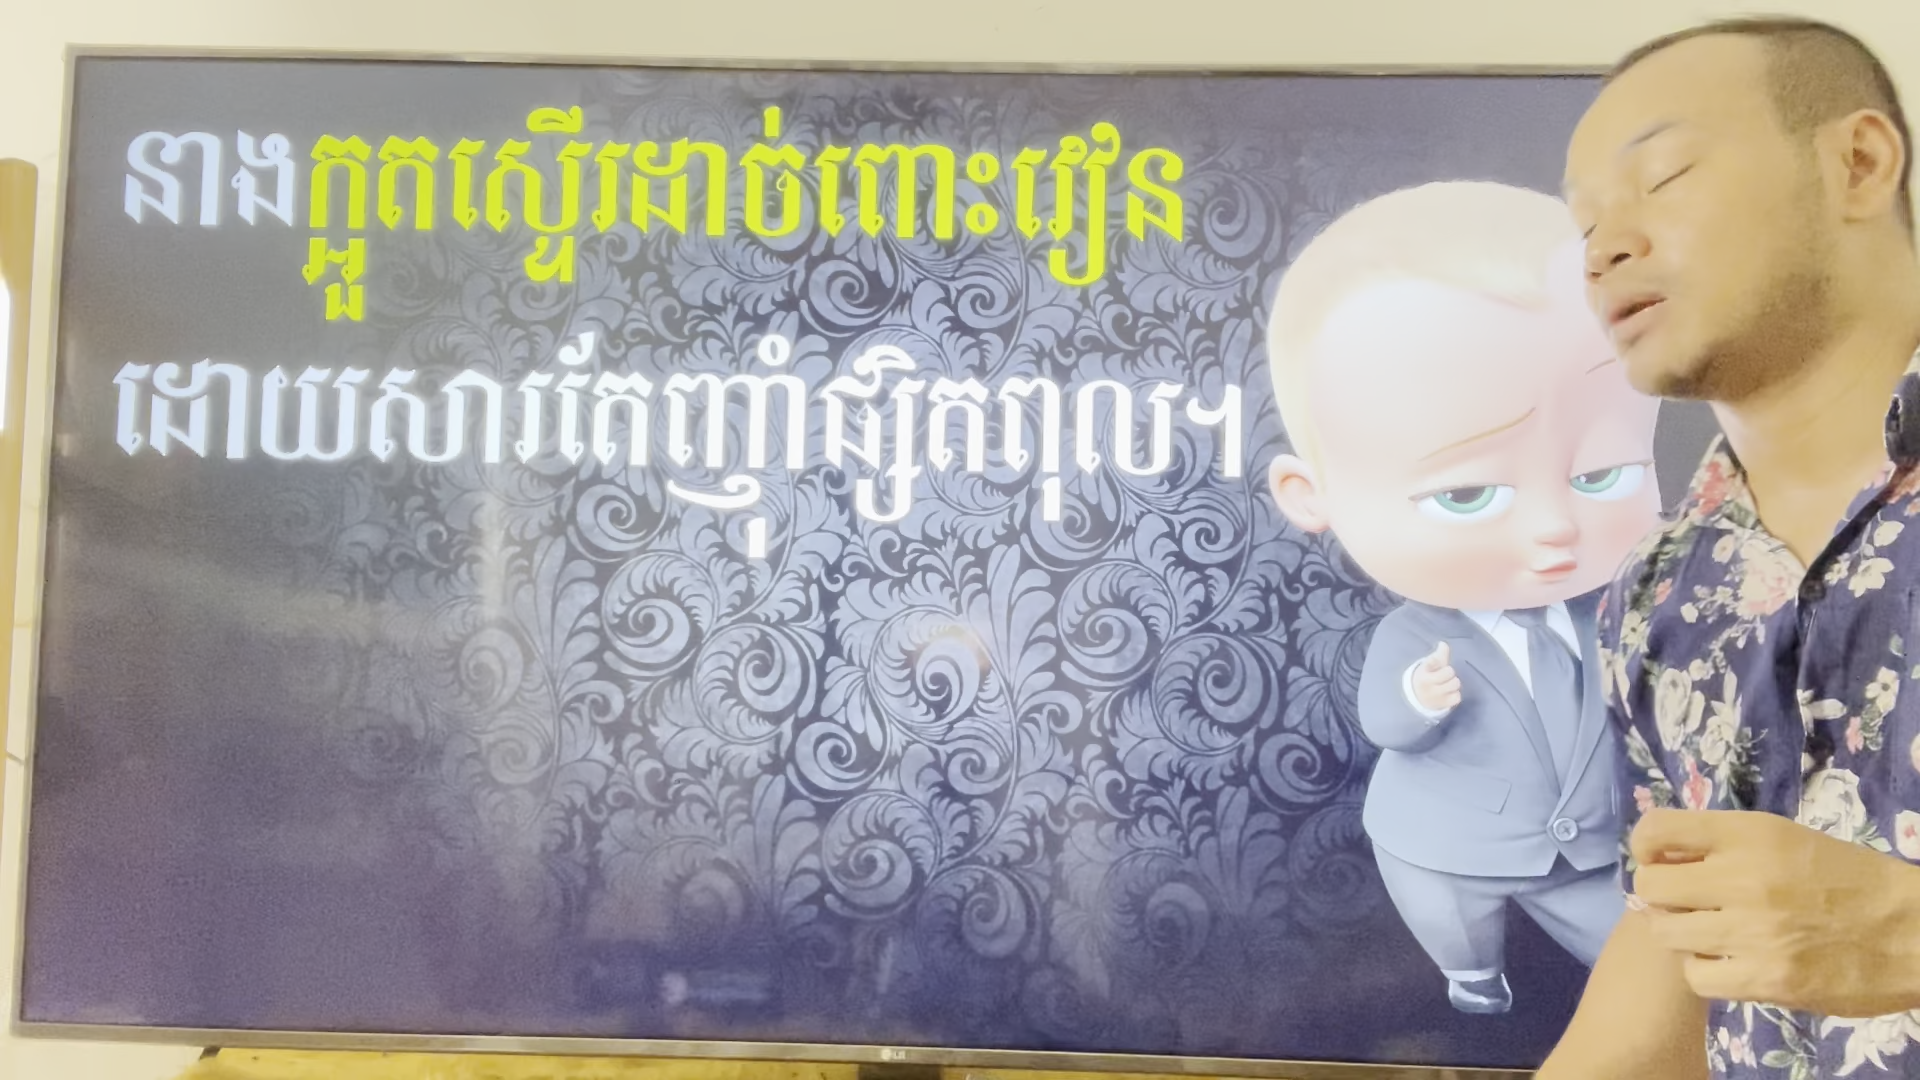 នាងក្អួតស្ទើរដាច់ពោះវៀន
ដោយសារតែញ៉ាំផ្សិតពុល។
LG